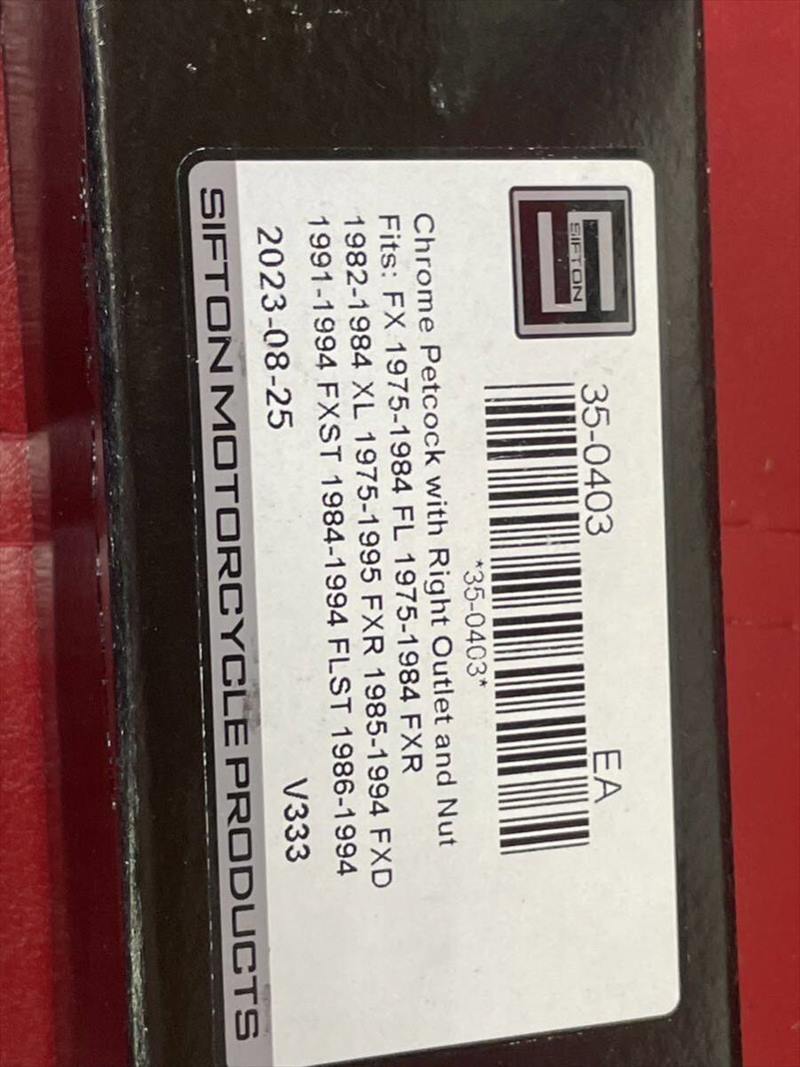 SIFTON
35-0403 EA
*35-0403*
Chrome Petcock with Right Outlet and Nut
Fits: FX 1975-1984 FL 1975-1984 FXR
1982-1984 XL 1975-1995 FXR 1985-1994 FXD
1991-1994 FXST 1984-1994 FLST 1986-1994
2023-08-25 V333
SIFTON MOTORCYCLE PRODUCTS